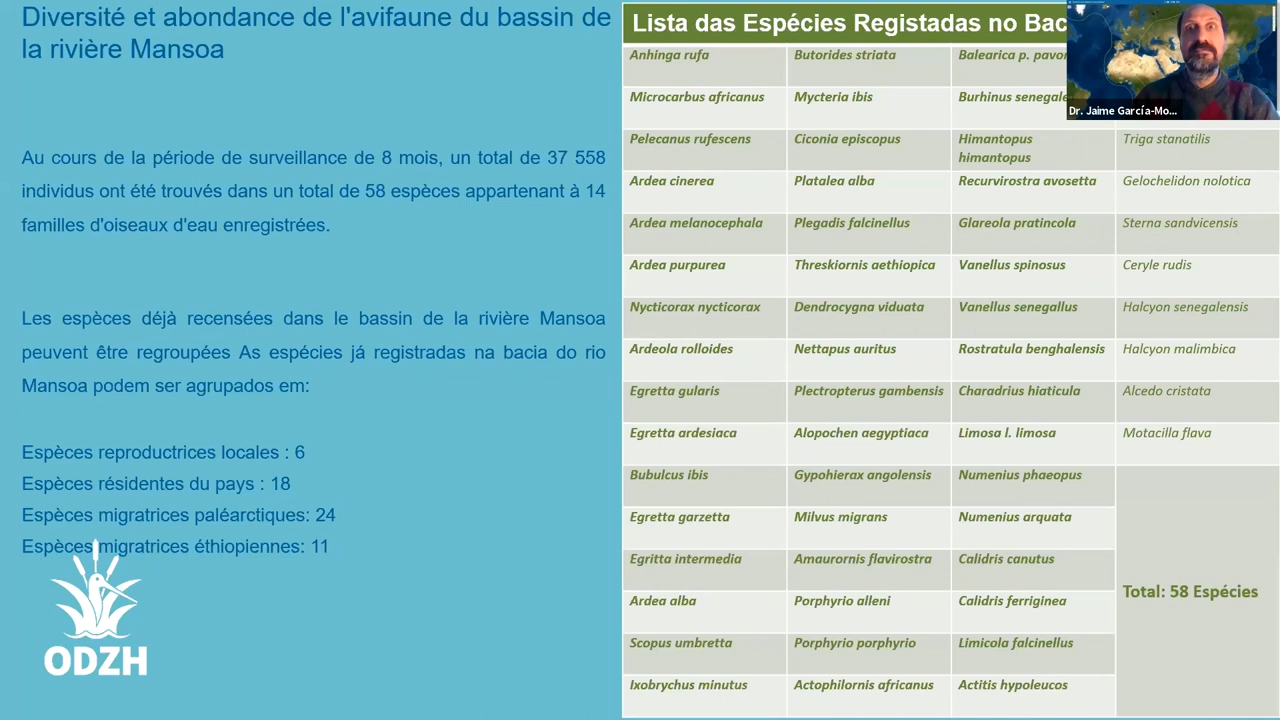 Diversité et abondance de l'avifaune du bassin de
la rivière Mansoa
Au cours de la période de surveillance de 8 mois, un total de 37 558
individus ont été trouvés dans un total de 58 espèces appartenant à 14
familles d'oiseaux d'eau enregistrées.
Les espèces déjà recensées dans le bassin de la rivière Mansoa
peuvent être regroupées As espécies já registradas na bacia do rio
Mansoa podem ser agrupados em:
Espèces reproductrices locales : 6
Espèces résidentes du pays : 18
Espèces migratrices paléarctiques: 24
Espèces migratrices éthiopiennes: 11
ODZH
Lista das Espécies Registadas no
Anhinga rufa Butorides striata Balearica p.
Microcarbus africanus Mycteria ibis Burhinus
Dr. Jaime García-Mo...
Pelecanus rufescens Ciconia episcopus Himantopus Triga stanatilis
himantopus
Ardea cinerea Platalea alba Recurvirostra avosetta Gelochelidon nolotica
Ardea melanocephala Plegadis falcinellus Glareola pratincola Sterna sandvicensis
Ardea purpurea Threskiornis aethiopica Vanellus spinosus Ceryle rudis
Nycticorax nycticorax Dendrocygna viduata Vanellus senegallus Halcyon senegalensis
Ardeola rolloides Nettapus auritus Rostratula benghalensis Halcyon malimbica
Egretta gularis Plectropterus gambensis Charadrius hiaticula Alcedo cristata
Egretta ardesiaca Alopochen aegyptiaca Limosa l. limosa Motacilla flava
Bubulcus ibis Gypohierax angolensis Numenius phaeopus
Egretta garzetta Milvus migrans Numenius arquata
Egritta intermedia Amaurornis flavirostra Calidris canutus
Ardea alba Porphyrio alleni Calidris ferriginea
Total: 58 Espécies
Scopus umbretta Porphyrio porphyrio Limicola falcinellus
Ixobrychus minutus Actophilornis africanus Actitis hypoleucos